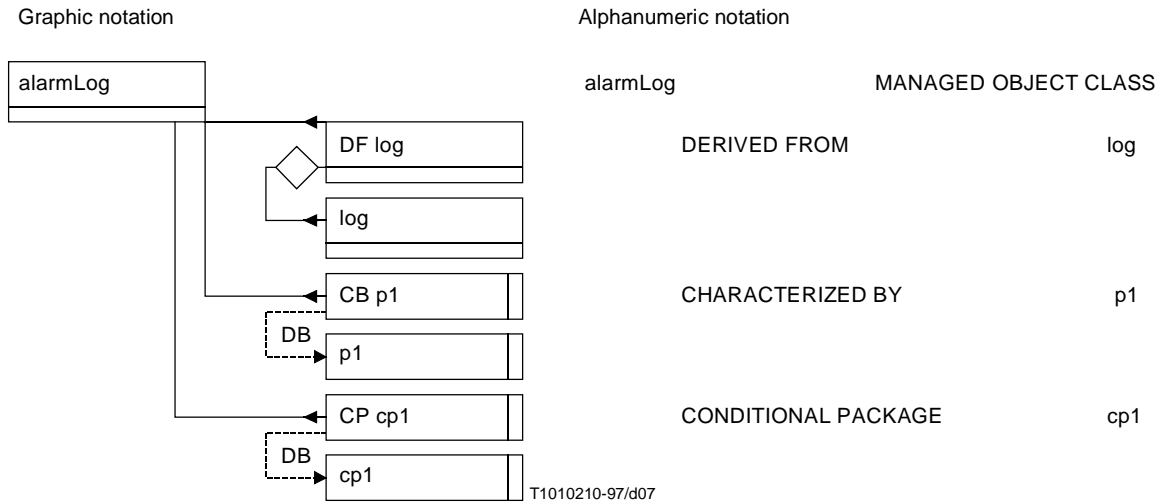 Graphic notation Alphanumeric notation
alarmLog alarmLog MANAGED OBJECT CLASS
DF log DERIVED FROM log
log
CB p1 CHARACTERIZED BY p1
DB
p1
CP cp1 CONDITIONAL PACKAGE cp1
DB
cp1
T1010210-97/d07